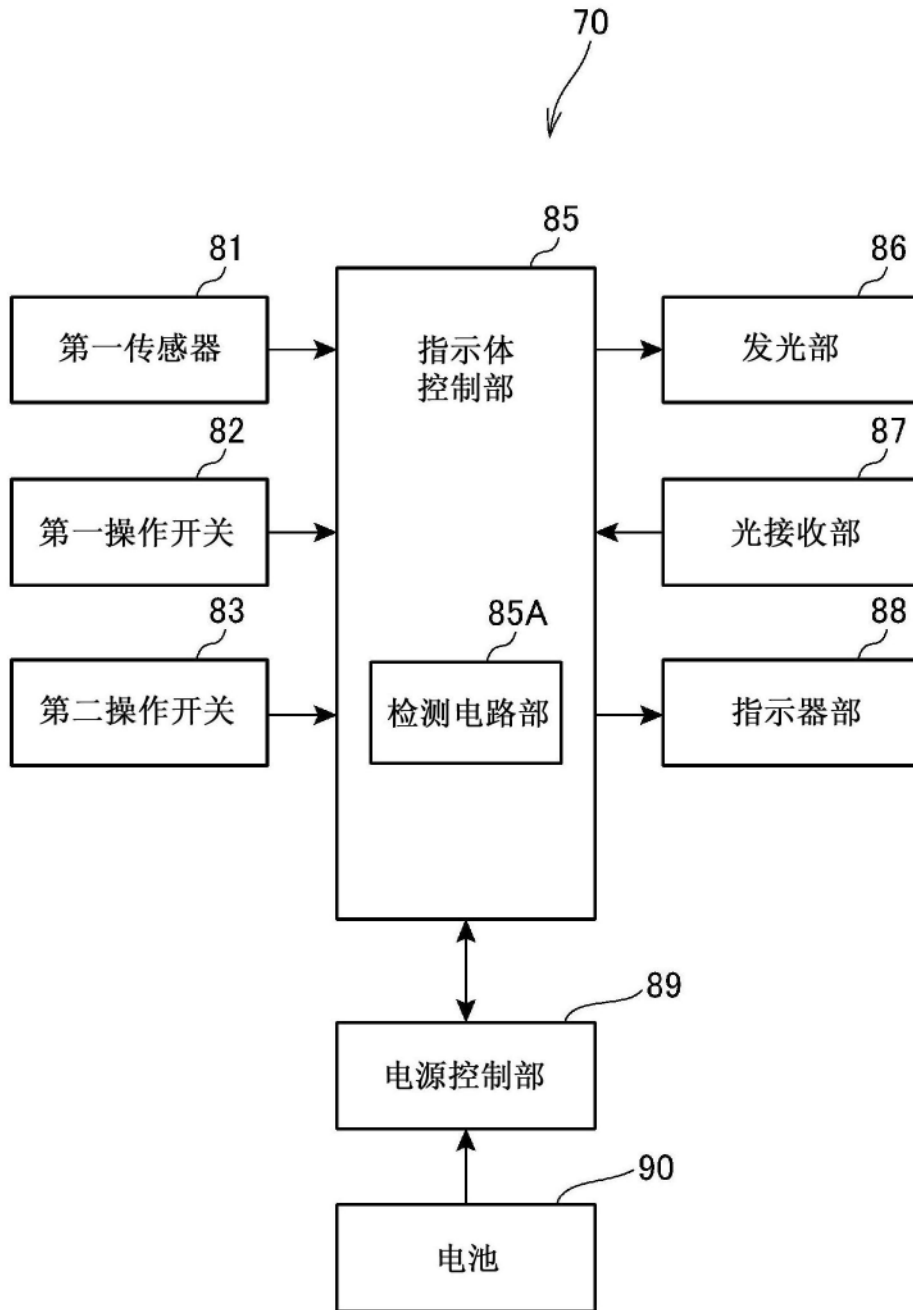 70
85
81
86
第一传感器
指示体
控制部
发光部
82
87
第一操作开关
光接收部
83
85A
88
第二操作开关
检测电路部
指示器部
89
电源控制部
90
电池